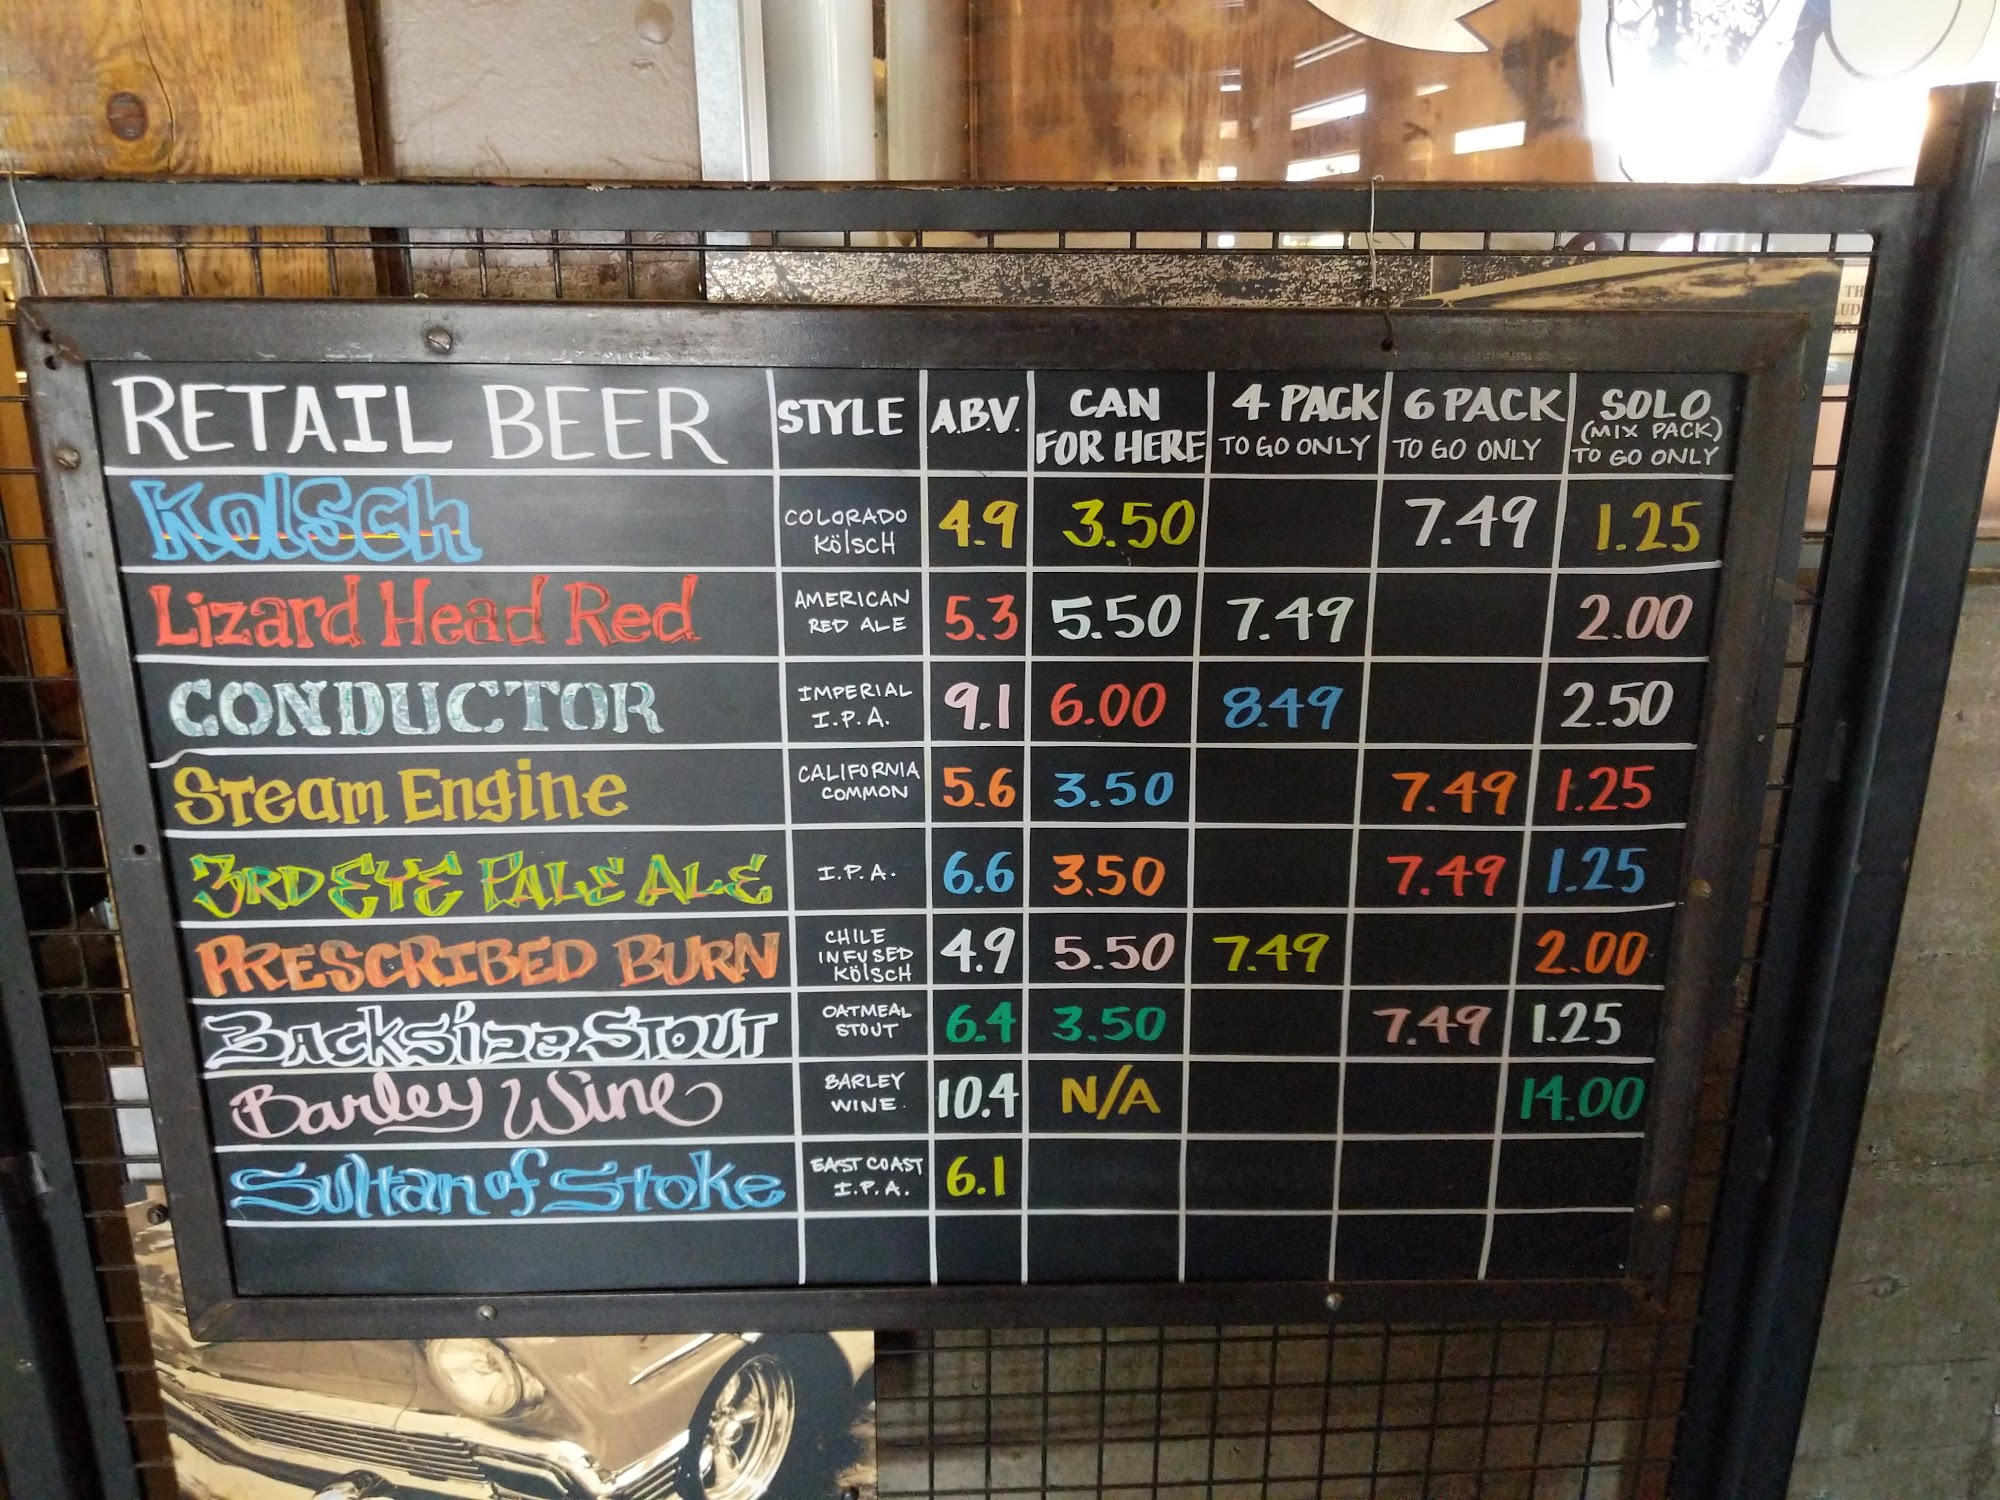 RETAIL BEER STYLE A.B.V. CAN FOR HERE 4 PACK TO GO ONLY 6 PACK TO GO ONLY SOLO (MIX PACK) TO GO ONLY
Kolsch COLORADO KÖLSCH 4.9 3.50 7.49 1.25
Lizard Head Red AMERICAN RED ALE 5.3 5.50 7.49 2.00
CONDUCTOR IMPERIAL I.P.A. 9.1 6.00 8.49 2.50
Steam Engine CALIFORNIA COMMON 5.6 3.50 7.49 1.25
3RD EYE PALE ALE I.P.A. 6.6 3.50 7.49 1.25
PRESCRIBED BURN CHILE INFUSED KÖLSCH 4.9 5.50 7.49 2.00
BACKSIDE STOUT OATMEAL STOUT 6.4 3.50 7.49 1.25
Barley Wine BARLEY WINE 10.4 N/A 14.00
Sultan of Stoke EAST COAST I.P.A. 6.1